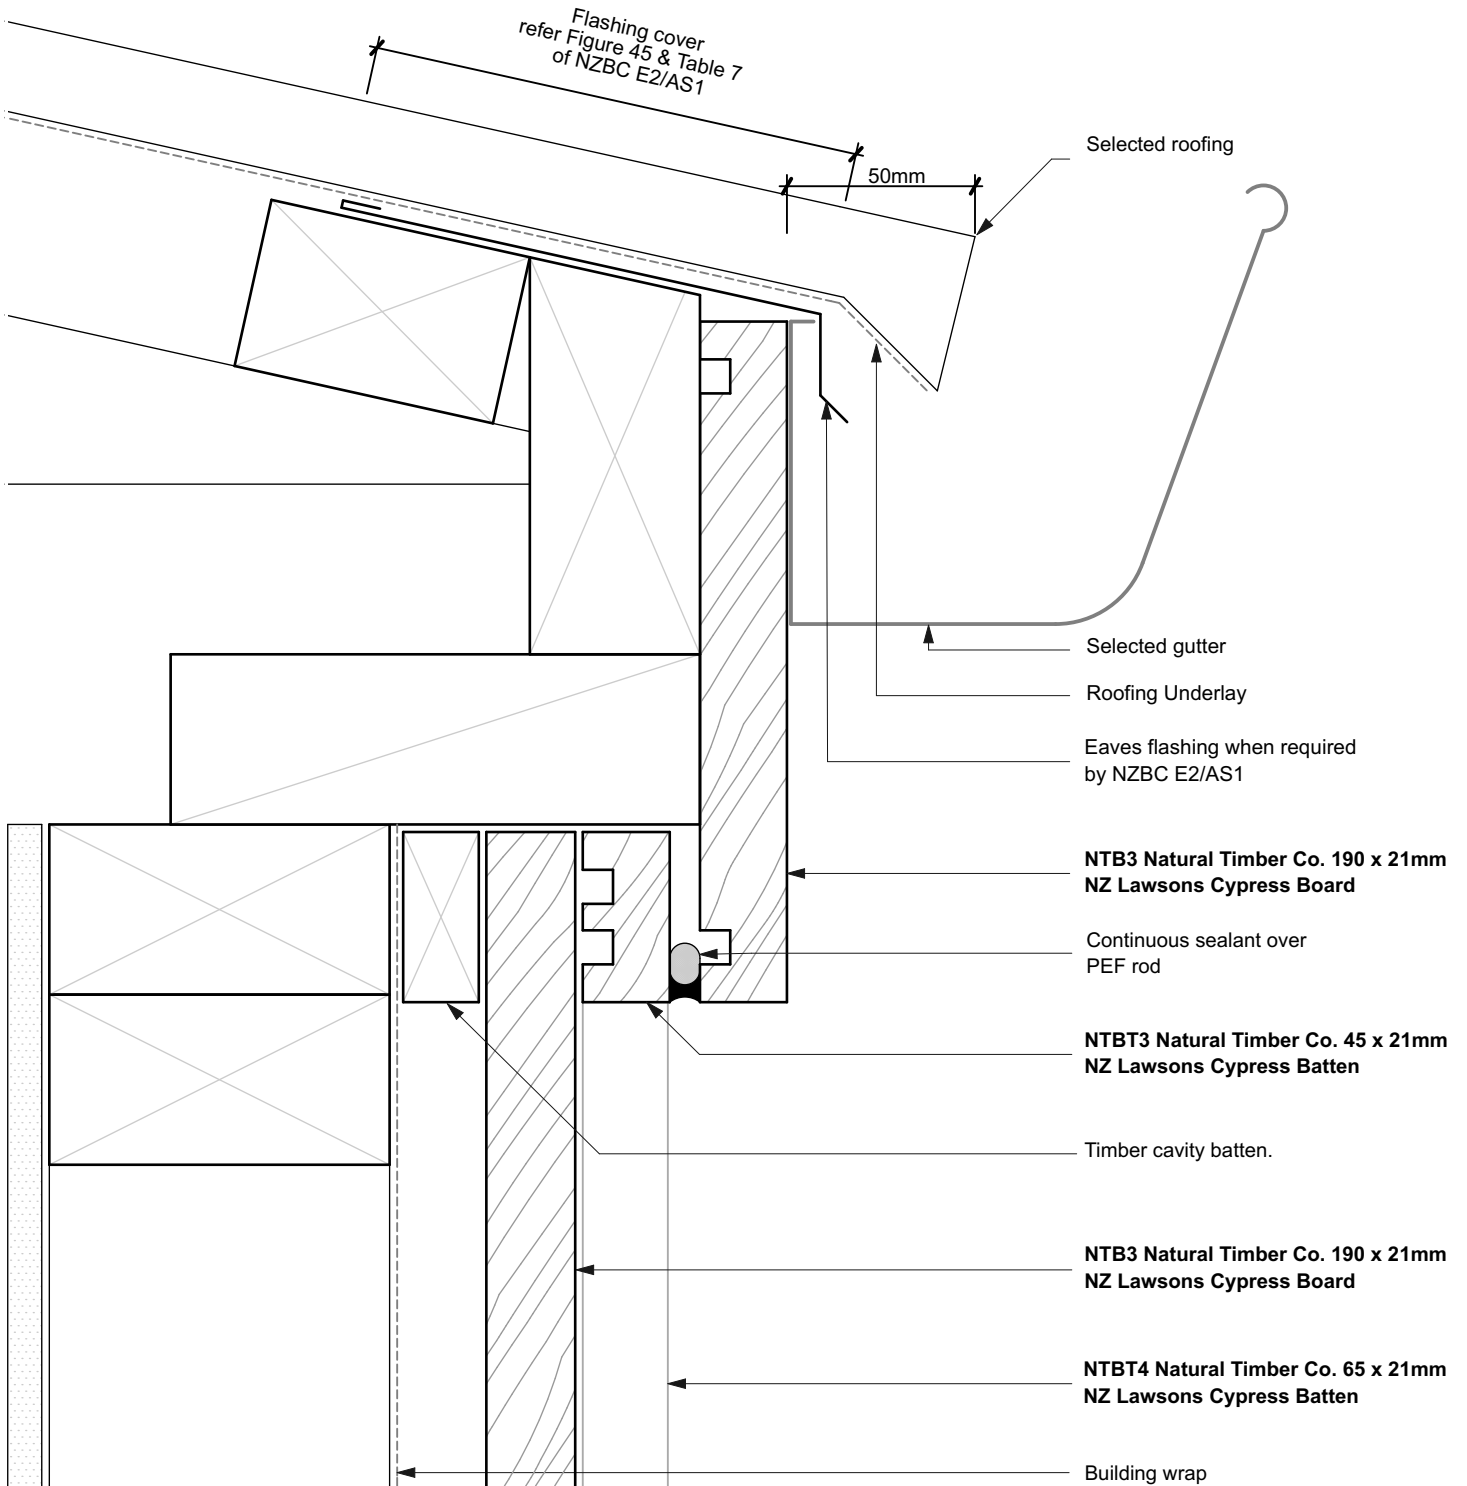 Flashing cover
refer Figure 45 & Table 7
of NZBC E2/AS1
Selected roofing
50mm
Selected gutter
Roofing Underlay
Eaves flashing when required
by NZBC E2/AS1
NTB3 Natural Timber Co. 190 x 21mm
NZ Lawsons Cypress Board
Continuous sealant over
PEF rod
NTBT3 Natural Timber Co. 45 x 21mm
NZ Lawsons Cypress Batten
Timber cavity batten.
NTB3 Natural Timber Co. 190 x 21mm
NZ Lawsons Cypress Board
NTBT4 Natural Timber Co. 65 x 21mm
NZ Lawsons Cypress Batten
Building wrap